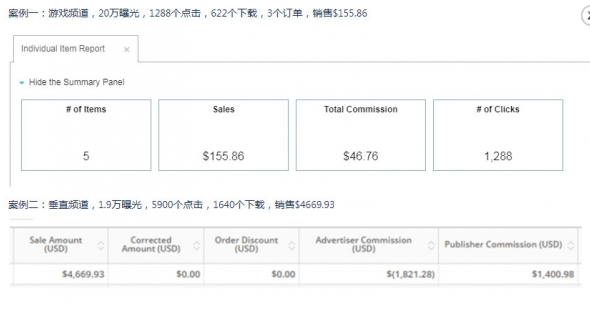 案例一：游戏频道，20万曝光，1288个点击，622个下载，3个订单，销售$155.86
Individual Item Report ×
Hide the Summary Panel
# of Items Sales Total Commission # of Clicks
5 $155.86 $46.76 1,288
案例二：垂直频道，1.9万曝光，5900个点击，1640个下载，销售$4669.93
Sale Amount Corrected Order Discount Advertiser Commission Publisher Commission (USD)
(USD) Amount (USD) (USD) (USD)
$4,669.93 $0.00 $0.00 $(1,821.28) $1,400.98